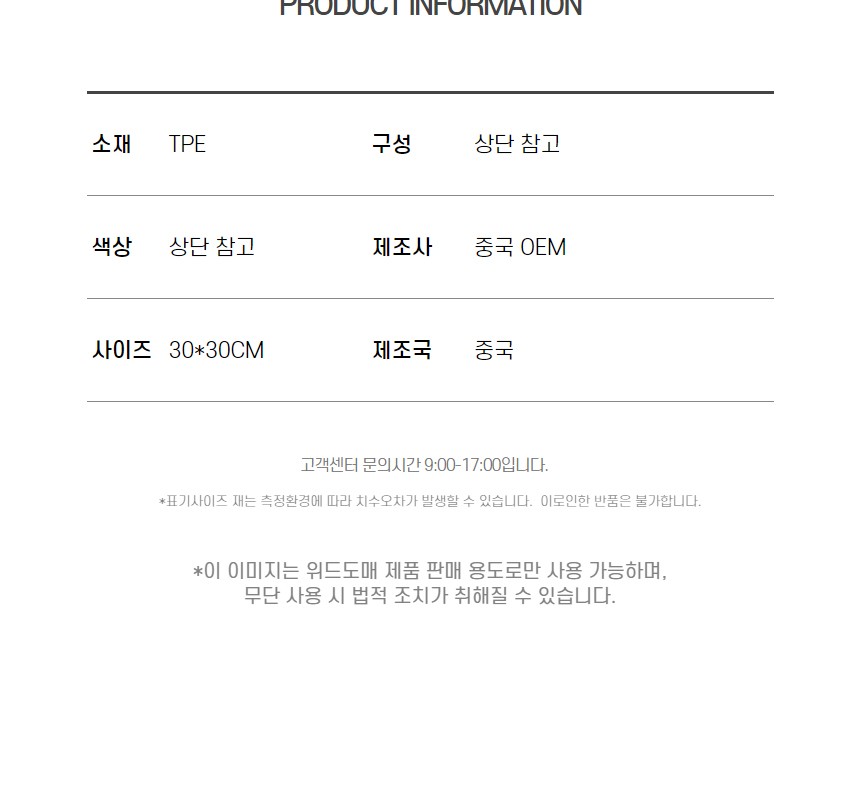 PRODUCT INFORMATION
소재 TPE 구성 상단 참고
색상 상단 참고 제조사 중국 OEM
사이즈 30*30CM 제조국 중국
고객센터 문의시간 9:00-17:00입니다.
*표기사이즈 재는 측정환경에 따라 치수오차가 발생할 수 있습니다. 이로인한 반품은 불가합니다.
*이 이미지는 위드도매 제품 판매 용도로만 사용 가능하며,
무단 사용 시 법적 조치가 취해질 수 있습니다.